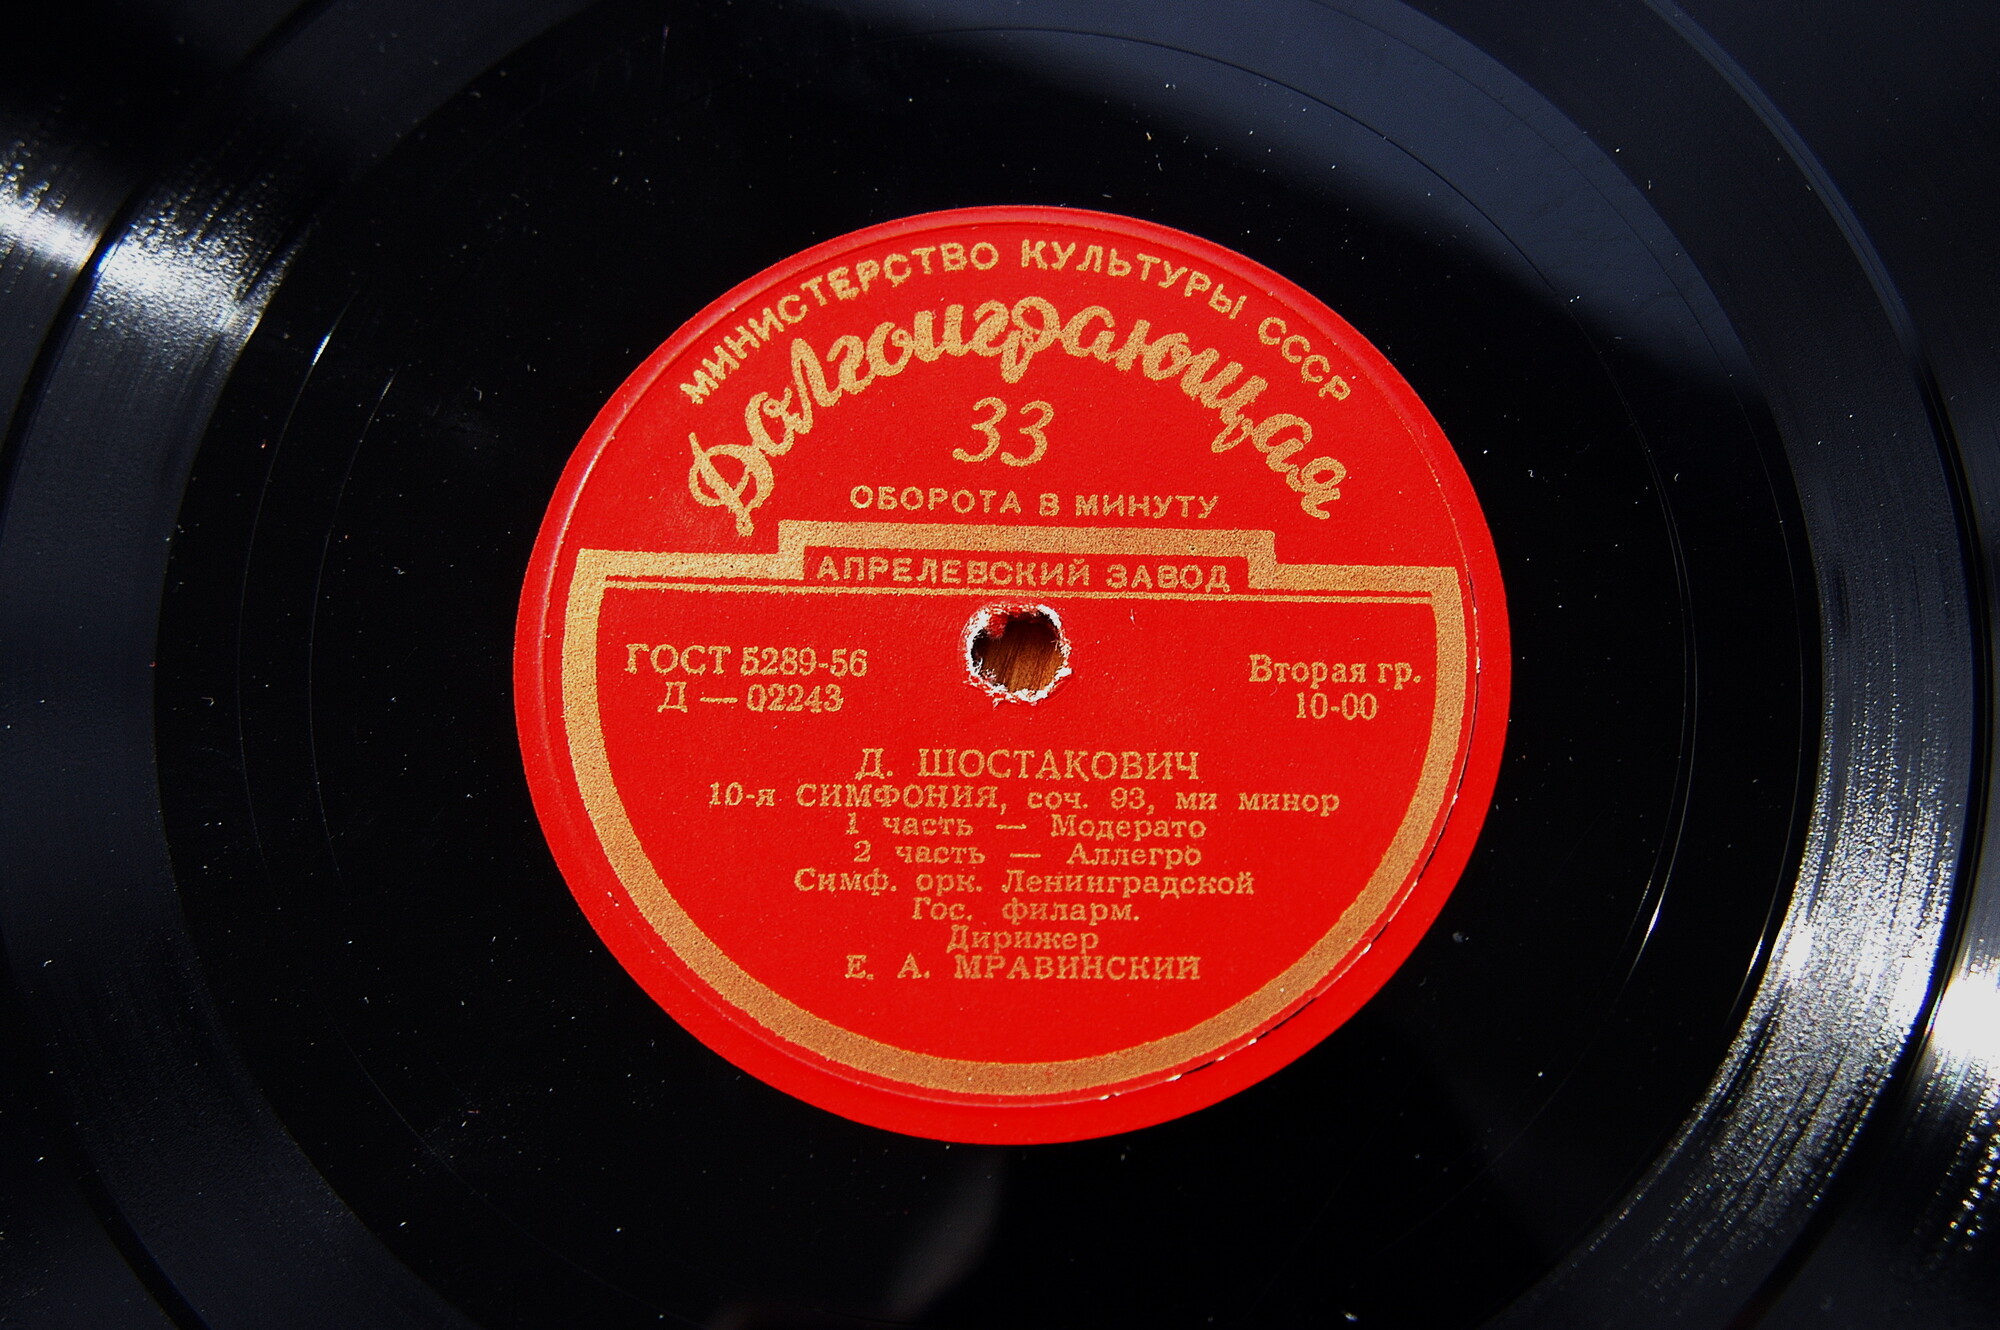 МИНИСТЕРСТВО КУЛЬТУРЫ СССР
Долгоиграющая
33
ОБОРОТА В МИНУТУ
АПРЕЛЕВСКИЙ ЗАВОД
ГОСТ 5289-56
Д — 02243
Вторая гр.
10-00
Д. ШОСТАКОВИЧ
10-я СИМФОНИЯ, соч. 93, ми минор
1 часть — Модерато
2 часть — Аллегро
Симф. орк. Ленинградской
Гос. филарм.
Дирижер
Е. А. МРАВИНСКИЙ